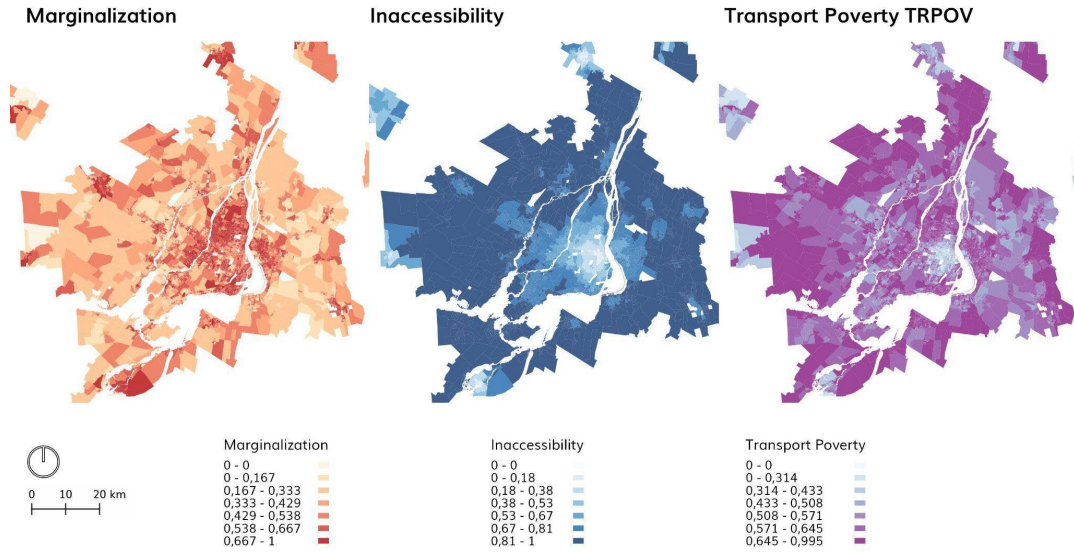 Marginalization
Inaccessibility
Transport Poverty TRPOV
0 10 20 km
Marginalization
0 - 0
0 - 0,167
0,167 - 0,333
0,333 - 0,429
0,429 - 0,538
0,538 - 0,667
0,667 - 1
Inaccessibility
0 - 0
0 - 0,18
0,18 - 0,38
0,38 - 0,53
0,53 - 0,67
0,67 - 0,81
0,81 - 1
Transport Poverty
0 - 0
0 - 0,314
0,314 - 0,433
0,433 - 0,508
0,508 - 0,571
0,571 - 0,645
0,645 - 0,995